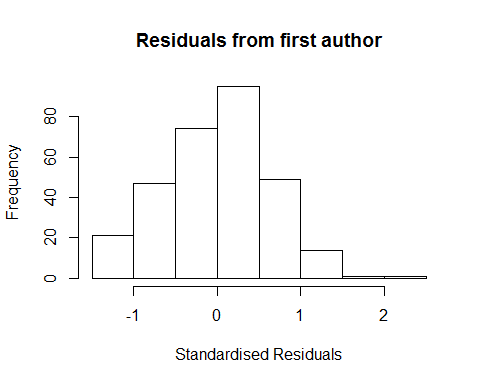 Residuals from first author
Frequency
80
60
40
20
0
-1 0 1 2
Standardised Residuals